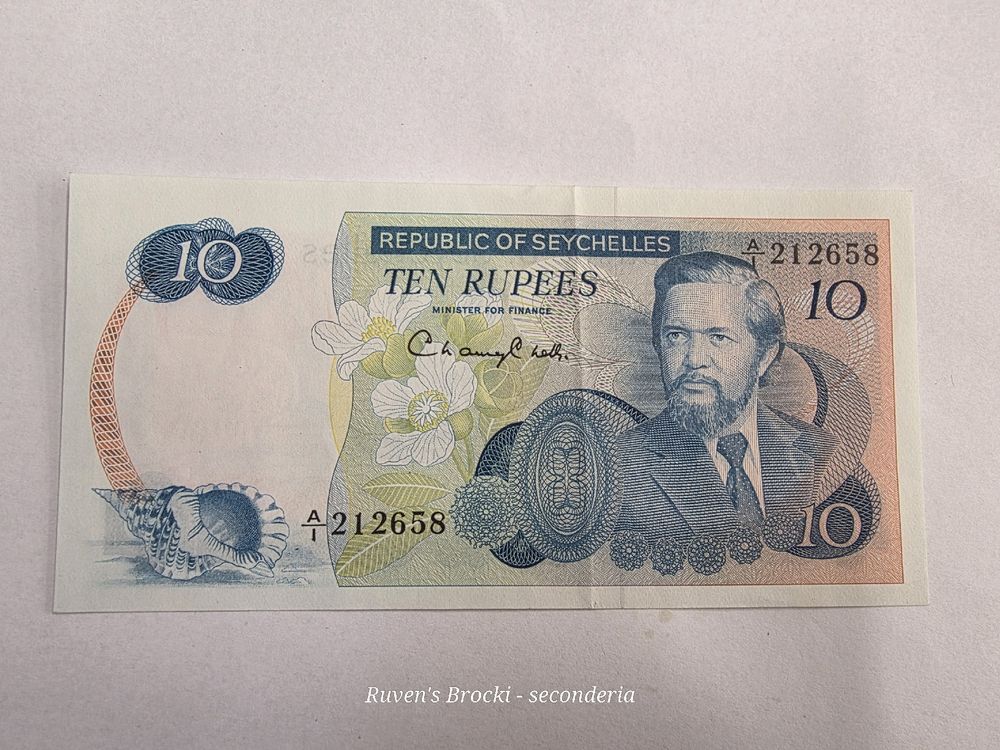 10
REPUBLIC OF SEYCHELLES
A/1 212658
TEN RUPEES
10
MINISTER FOR FINANCE
A/1 212658
10
Ruven's Brocki - seconderia